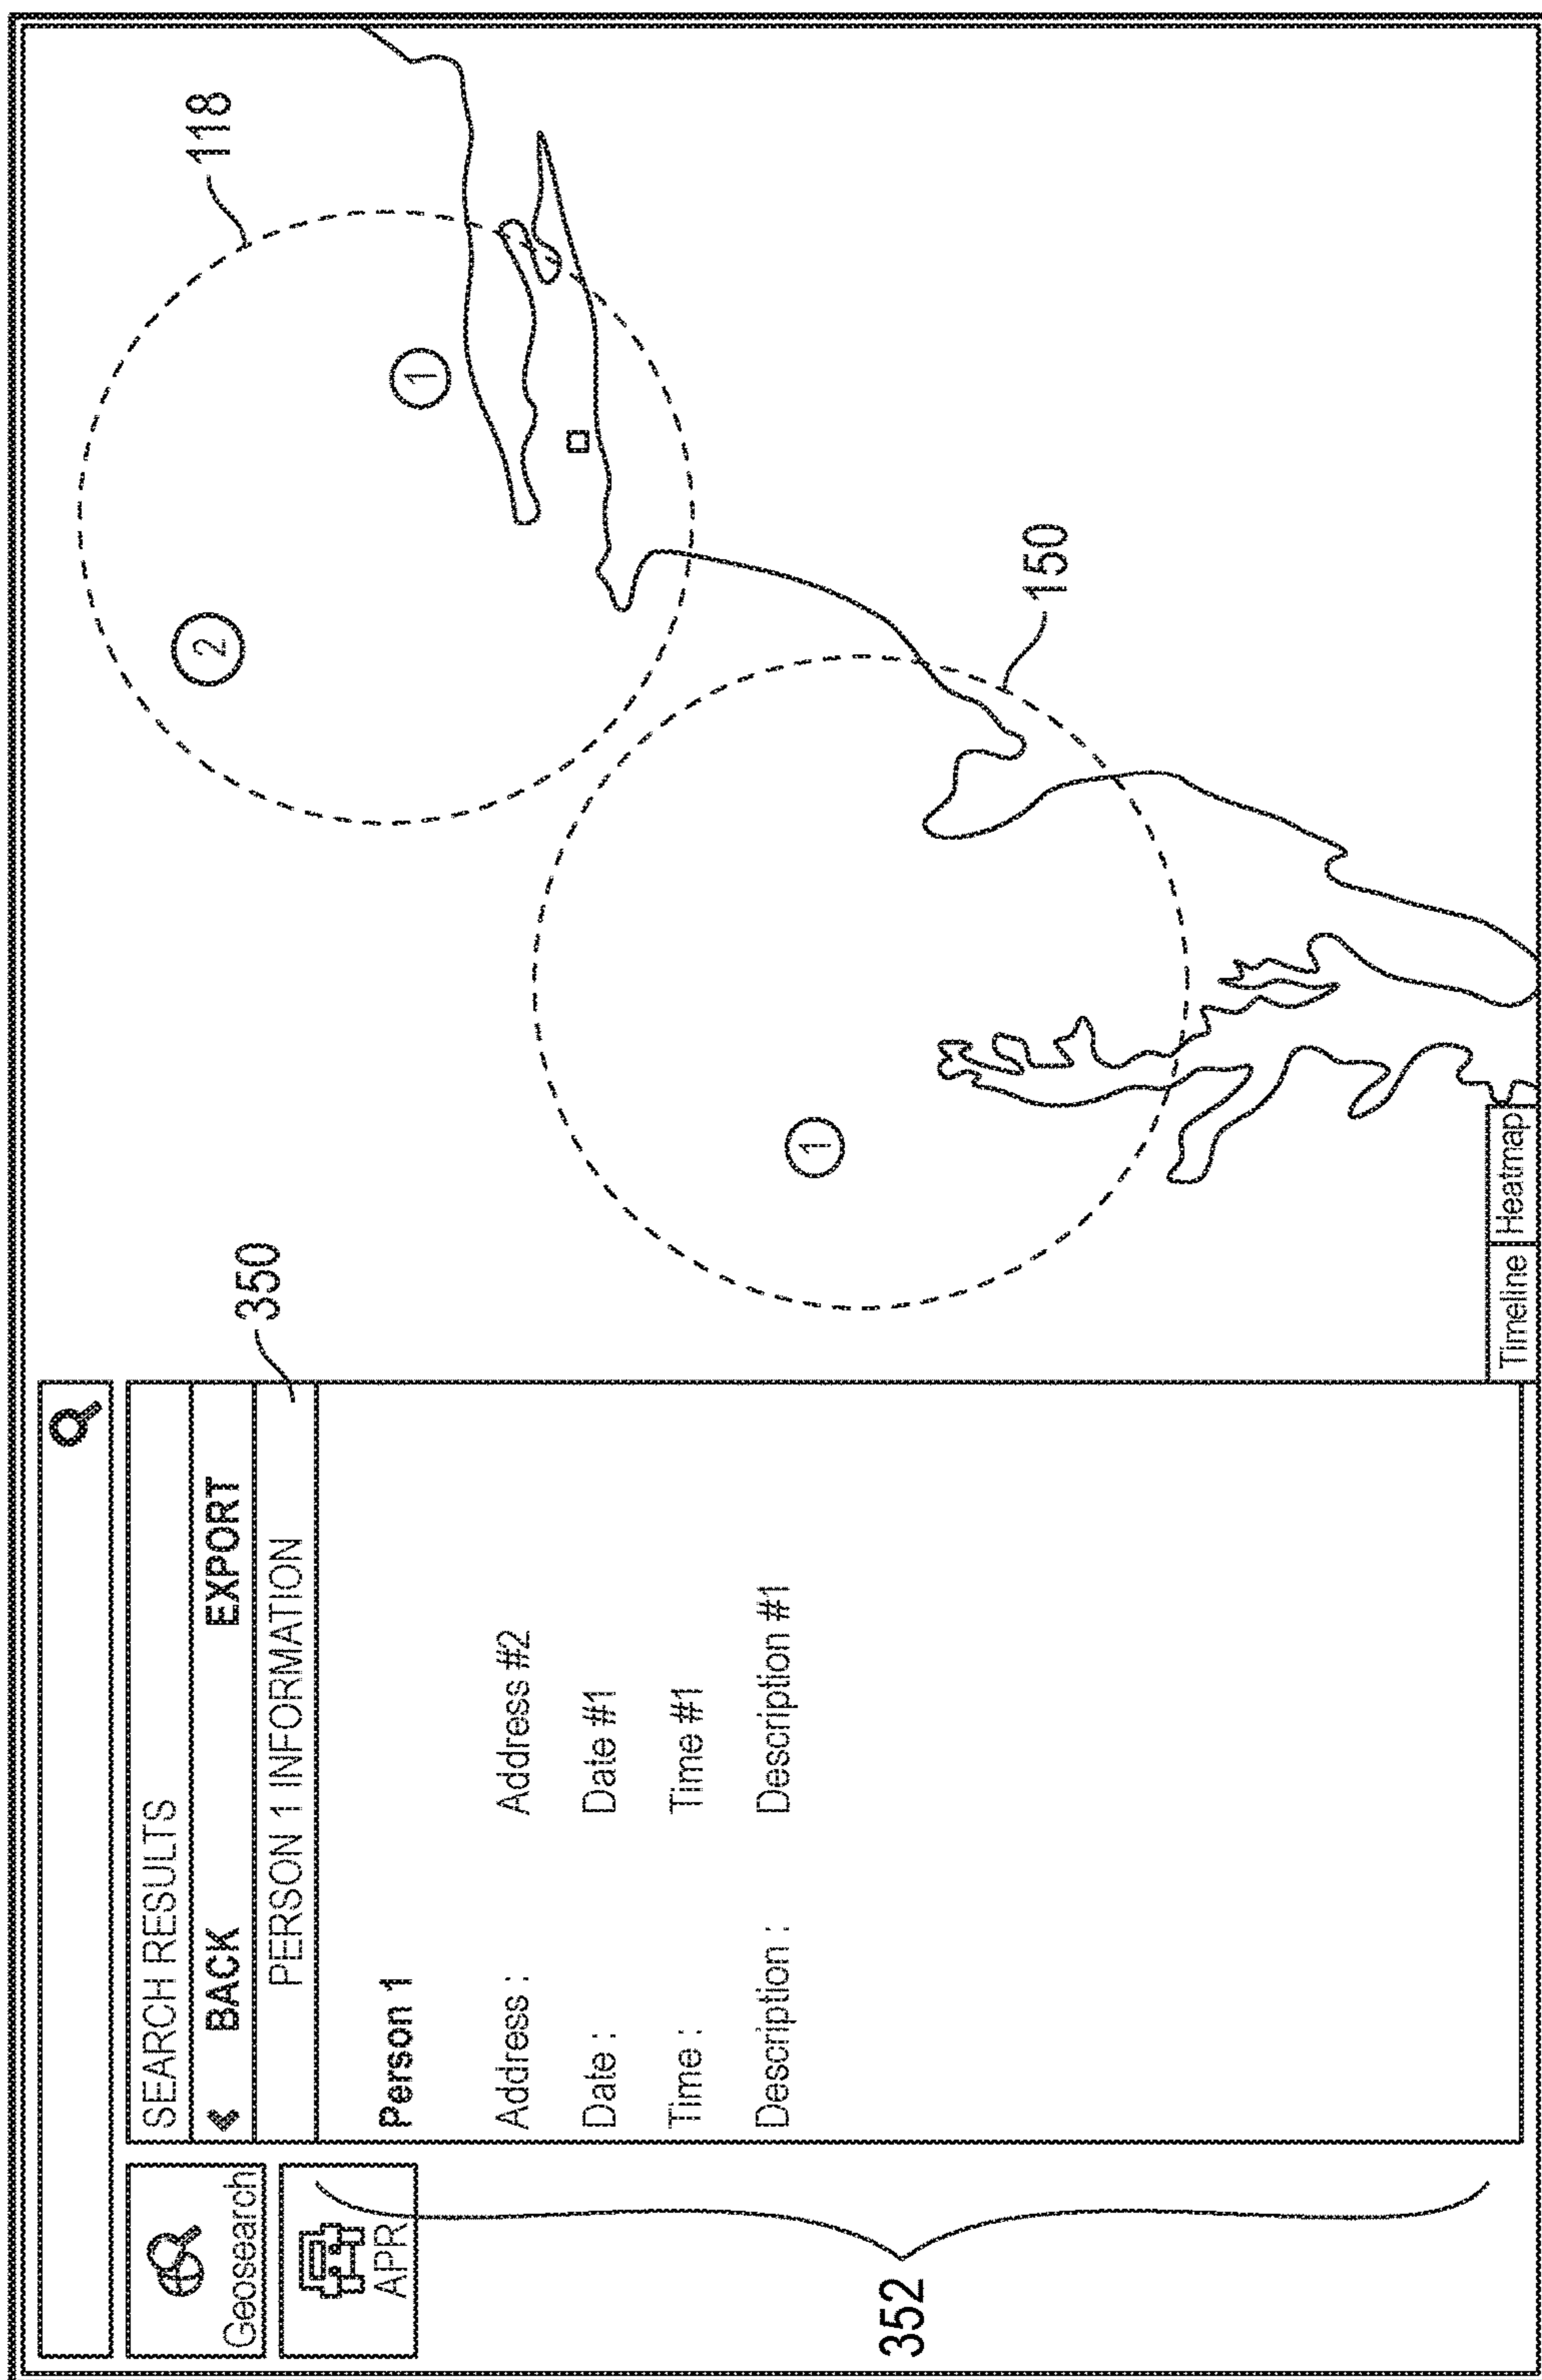 Geosearch
APR
SEARCH RESULTS
BACK EXPORT
PERSON 1 INFORMATION
350
Person 1
Address : Address #2
Date : Date #1
Time : Time #1
Description : Description #1
352
Timeline Heatmap
118
2
1
1
150